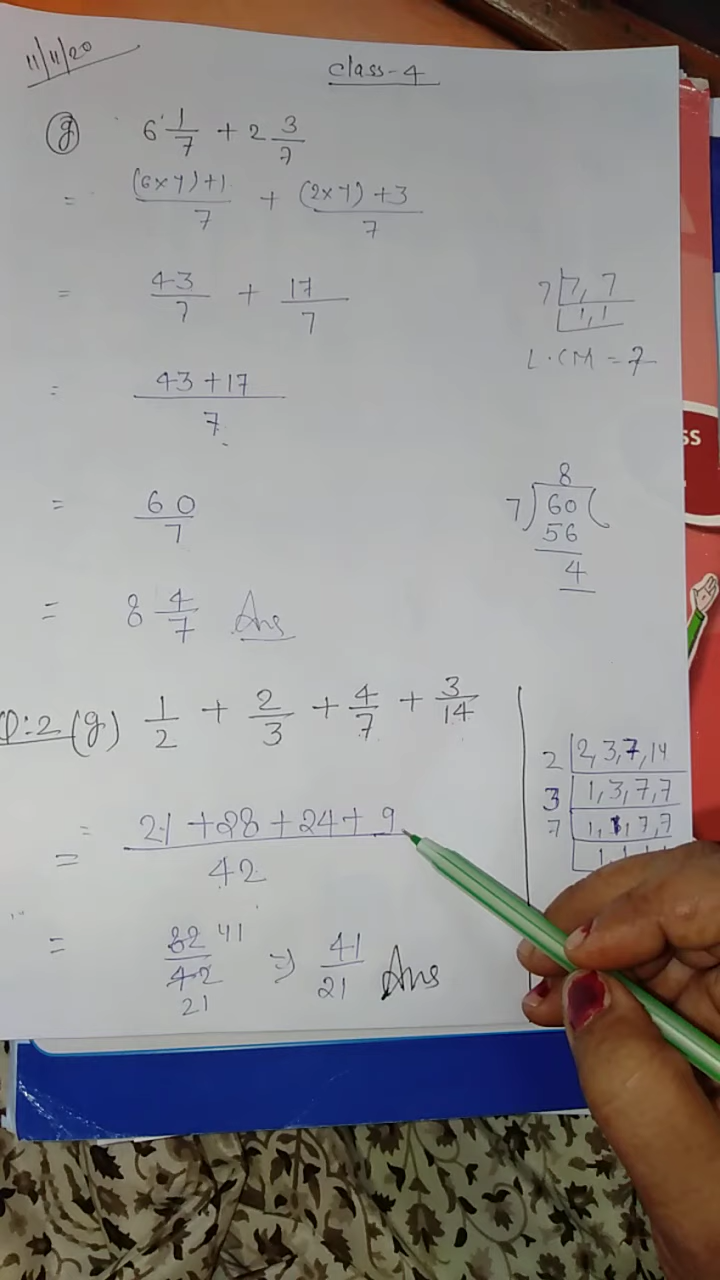 11/11/20
Class-4
(g) 6 1/7 + 2 3/7
= (6×7)+1/7 + (2×7)+3/7
= 43/7 + 17/7
7 | 7, 7
1, 1
L.CM = 7
= 43+17/7
= 60/7
8
7 ) 60 (
56
4
= 8 4/7 Ans
Q:2 (g) 1/2 + 2/3 + 4/7 + 3/14
2 | 2, 3, 7, 14
3 | 1, 3, 7, 7
7 | 1, 1, 7, 7
= 21 + 28 + 24 + 9/42
= 82/42 41 21 => 41/21 Ans
SS